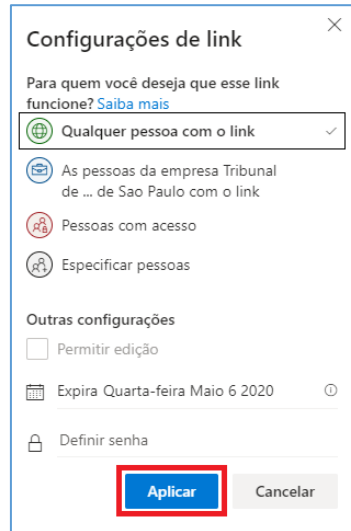 Configurações de link
Para quem você deseja que esse link
funcione? Saiba mais
Qualquer pessoa com o link
As pessoas da empresa Tribunal
de ... de Sao Paulo com o link
Pessoas com acesso
Especificar pessoas
Outras configurações
Permitir edição
Expira Quarta-feira Maio 6 2020
Definir senha
Aplicar Cancelar